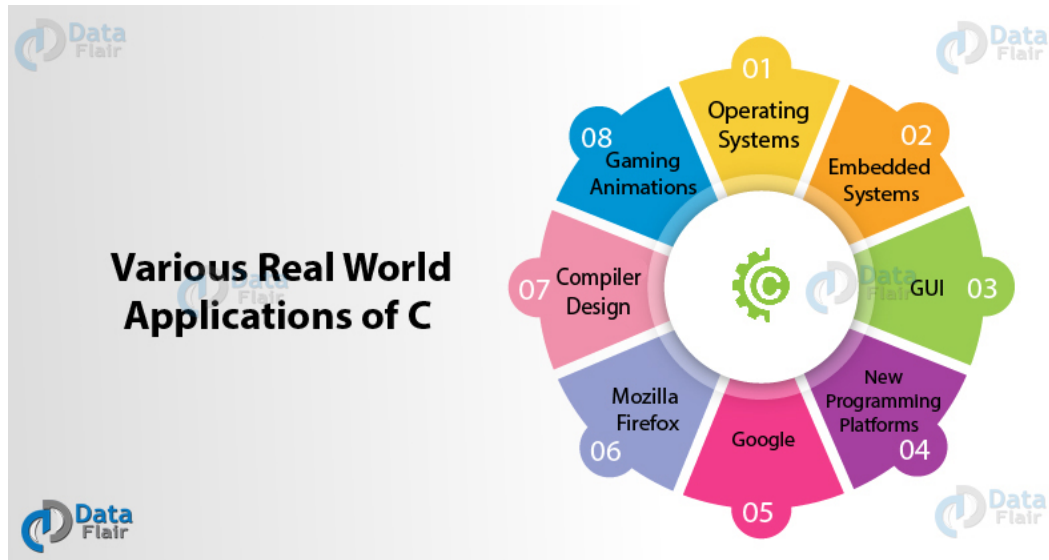 Data
Flair
Data
Flair
Various Real World
Applications of C
Data
Flair
01
Operating
Systems
02
Embedded
Systems
03
GUI
Data
Flair
04
New
Programming
Platforms
05
Google
06
Mozilla
Firefox
07
Compiler
Design
08
Gaming
Animations
C
Data
Flair
Data
Flair